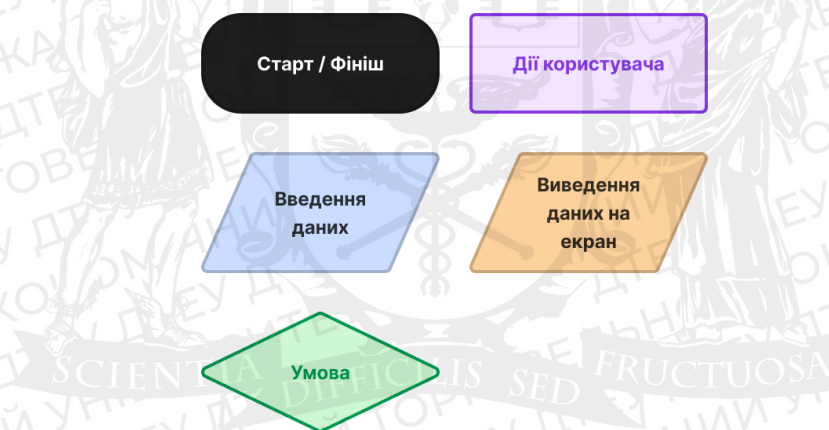 Старт / Фініш
Дії користувача
Введення
даних
Виведення
даних на
екран
Умова
SCIENTIA DIFFICILIS SED FRUCTUOSA